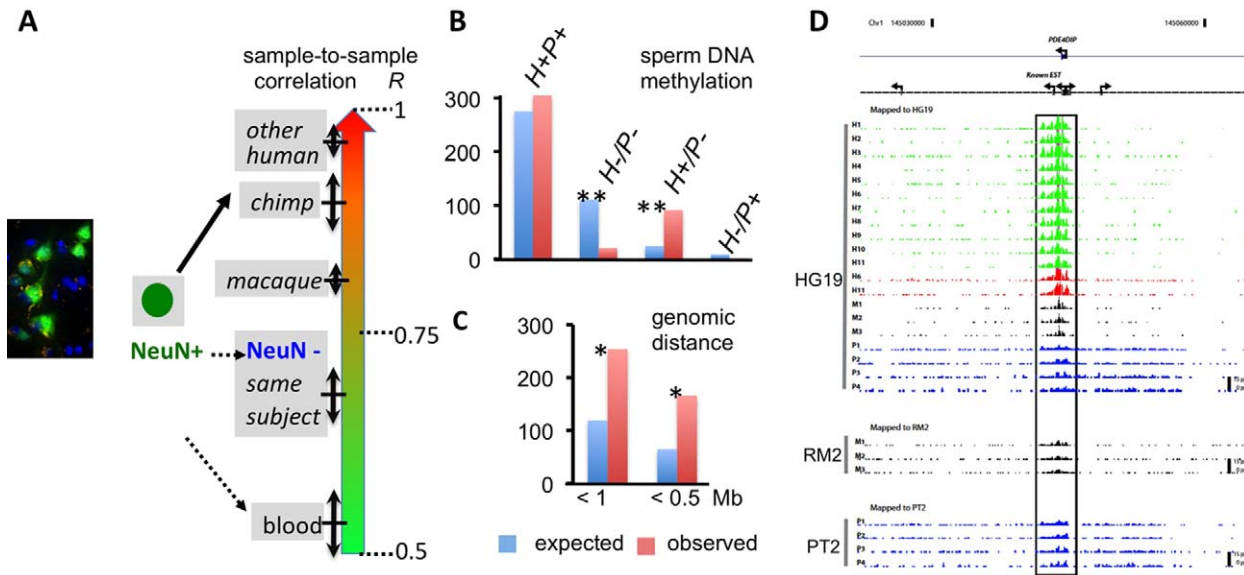 A
sample-to-sample
correlation R
1
other
human
chimp
macaque
0.75
NeuN+
NeuN -
same
subject
blood
0.5
B
sperm DNA
methylation
H+P+
H-/P-
H+/P-
H-/P+
300
200
100
0
**
**
C
genomic
distance
300
200
100
0
*
*
< 1
< 0.5 Mb
expected
observed
D
Chr1 145030000
145060000
PDE4DIP
Known EST
Mapped to HG19
HG19
H1
H2
H3
H4
H5
H6
H7
H8
H9
H10
H11
H6
H11
M1
M2
M3
P1
P2
P3
P4
Mapped to RM2
RM2
M1
M2
M3
Mapped to PT2
PT2
P1
P2
P3
P4